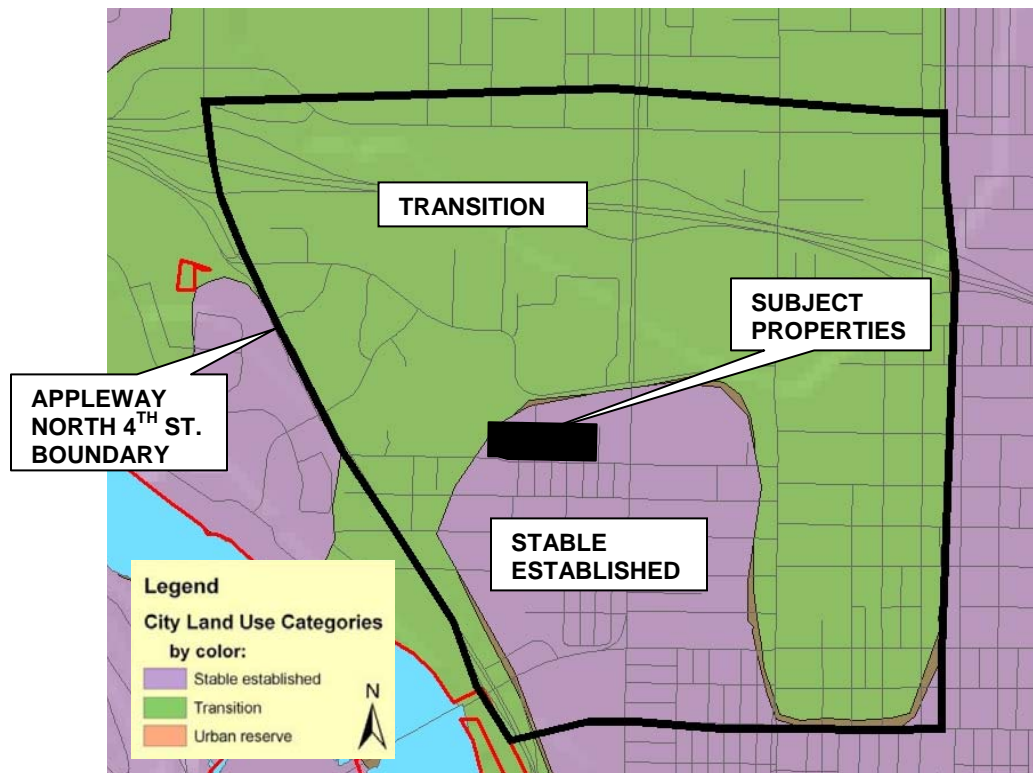 TRANSITION
SUBJECT
PROPERTIES
APPLEWAY
NORTH 4TH ST.
BOUNDARY
STABLE
ESTABLISHED
Legend
City Land Use Categories
by color:
Stable established
Transition
Urban reserve
N